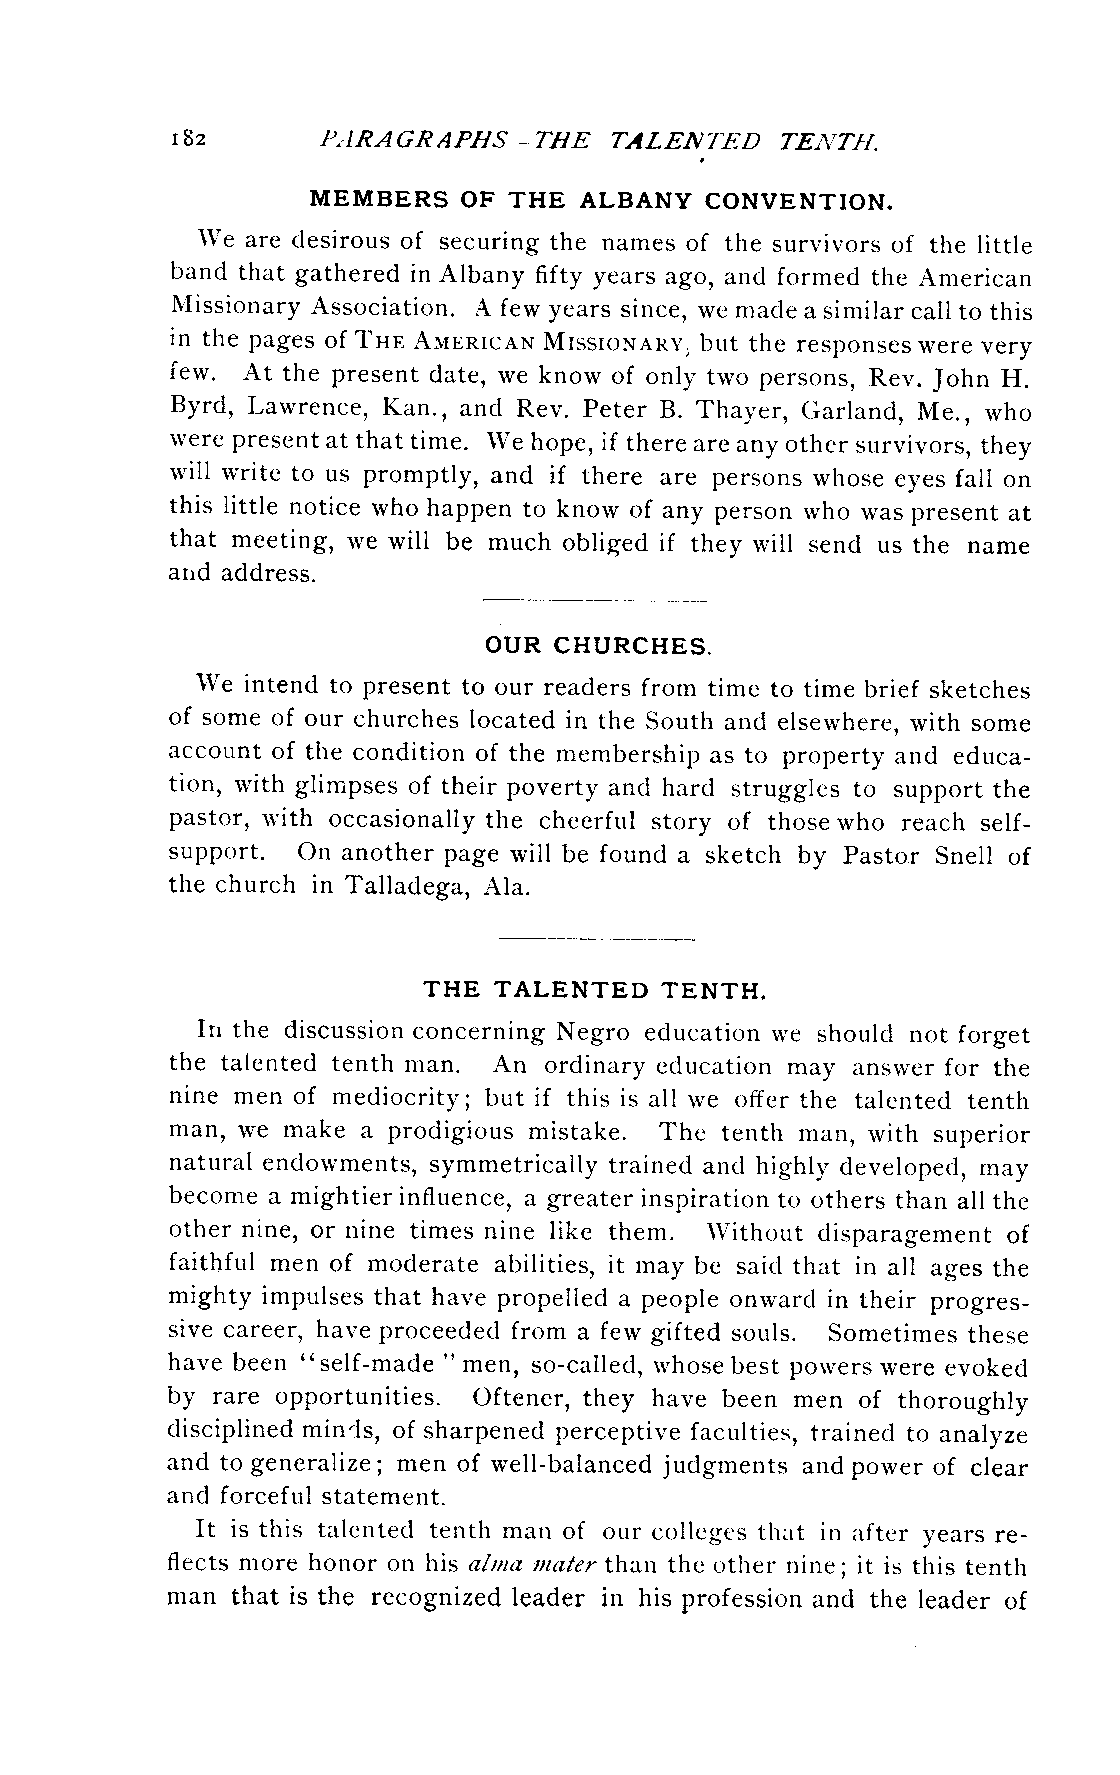 182 PARAGRAPHS - THE TALENTED TENTH.
MEMBERS OF THE ALBANY CONVENTION.
We are desirous of securing the names of the survivors of the little
band that gathered in Albany fifty years ago, and formed the American
Missionary Association. A few years since, we made a similar call to this
in the pages of THE AMERICAN MISSIONARY, but the responses were very
few. At the present date, we know of only two persons, Rev. John H.
Byrd, Lawrence, Kan., and Rev. Peter B. Thayer, Garland, Me., who
were present at that time. We hope, if there are any other survivors, they
will write to us promptly, and if there are persons whose eyes fall on
this little notice who happen to know of any person who was present at
that meeting, we will be much obliged if they will send us the name
and address.
OUR CHURCHES.
We intend to present to our readers from time to time brief sketches
of some of our churches located in the South and elsewhere, with some
account of the condition of the membership as to property and educa-
tion, with glimpses of their poverty and hard struggles to support the
pastor, with occasionally the cheerful story of those who reach self-
support. On another page will be found a sketch by Pastor Snell of
the church in Talladega, Ala.
THE TALENTED TENTH.
In the discussion concerning Negro education we should not forget
the talented tenth man. An ordinary education may answer for the
nine men of mediocrity; but if this is all we offer the talented tenth
man, we make a prodigious mistake. The tenth man, with superior
natural endowments, symmetrically trained and highly developed, may
become a mightier influence, a greater inspiration to others than all the
other nine, or nine times nine like them. Without disparagement of
faithful men of moderate abilities, it may be said that in all ages the
mighty impulses that have propelled a people onward in their progres-
sive career, have proceeded from a few gifted souls. Sometimes these
have been "self-made" men, so-called, whose best powers were evoked
by rare opportunities. Oftener, they have been men of thoroughly
disciplined minds, of sharpened perceptive faculties, trained to analyze
and to generalize; men of well-balanced judgments and power of clear
and forceful statement.
It is this talented tenth man of our colleges that in after years re-
flects more honor on his alma mater than the other nine; it is this tenth
man that is the recognized leader in his profession and the leader of